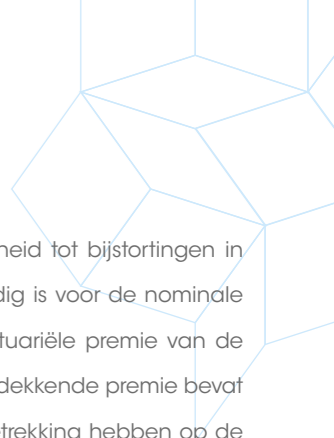 heid tot bijstortingen in
dig is voor de nominale
tuariële premie van de
dekkende premie bevat
etrekking hebben op de